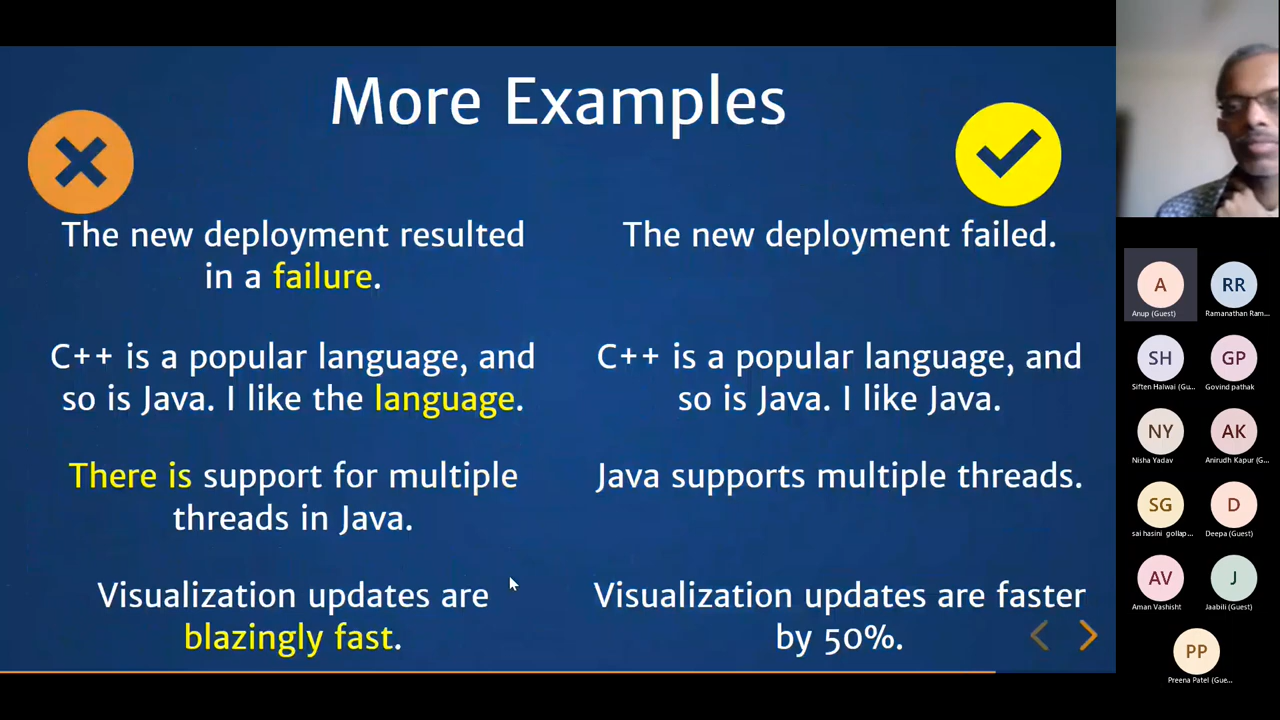 More Examples
The new deployment resulted
in a failure.
The new deployment failed.
C++ is a popular language, and
so is Java. I like the language.
C++ is a popular language, and
so is Java. I like Java.
There is support for multiple
threads in Java.
Java supports multiple threads.
Visualization updates are
blazingly fast.
Visualization updates are faster
by 50%.
A
Anup (Guest)
RR
Ramanathan Ram...
SH
Siften Halwai (Gu...
GP
Govind pathak
NY
Nisha Yadav
AK
Anirudh Kapur (G...
SG
sai hasini gollap...
D
Deepa (Guest)
AV
Aman Vashisht
J
Jaabili (Guest)
PP
Preena Patel (Gue...